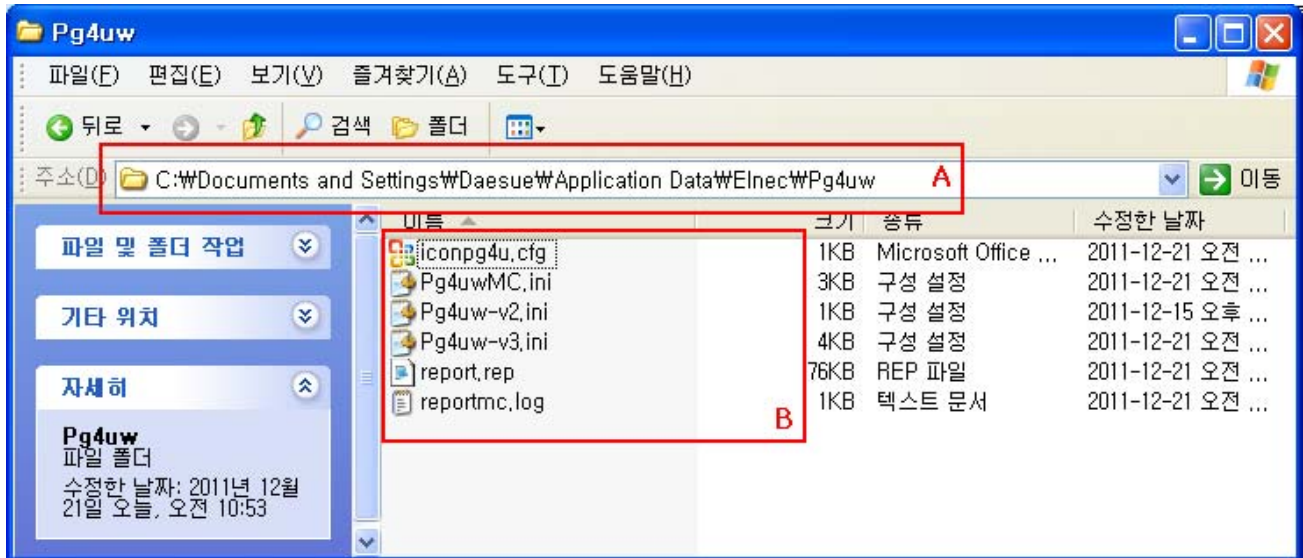 Pg4uw
파일(F) 편집(E) 보기(V) 즐겨찾기(A) 도구(T) 도움말(H)
뒤로 검색 폴더
주소(D) C:₩Documents and Settings₩Daesue₩Application Data₩Elnec₩Pg4uw A 이동
파일 및 폴더 작업
기타 위치
자세히
Pg4uw
파일 폴더
수정한 날짜: 2011년 12월
21일 오늘, 오전 10:53
이름 크기 종류 수정한 날짜
iconpg4u.cfg 1KB Microsoft Office ... 2011-12-21 오전 ...
Pg4uwMC.ini 3KB 구성 설정 2011-12-21 오전 ...
Pg4uw-v2.ini 1KB 구성 설정 2011-12-15 오후 ...
Pg4uw-v3.ini 4KB 구성 설정 2011-12-21 오전 ...
report.rep 76KB REP 파일 2011-12-21 오전 ...
reportmc.log 1KB 텍스트 문서 2011-12-21 오전 ...
B